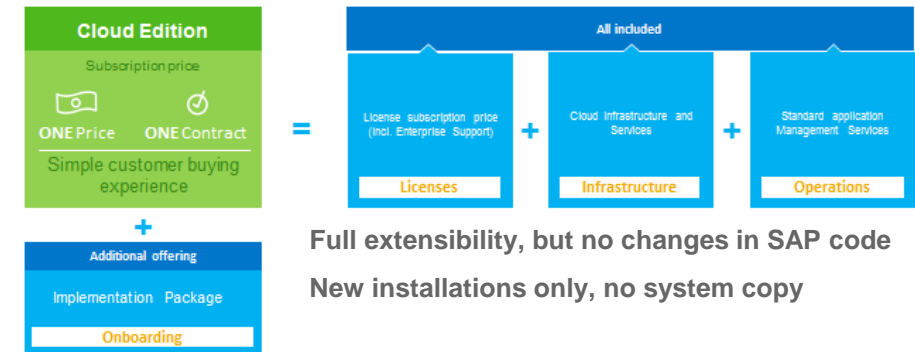 Cloud Edition
Subscription price
ONE Price ONE Contract
Simple customer buying
experience
=
All included
License subscription price
(Incl. Enterprise Support)
Licenses
+
Cloud Infrastructure and
Services
Infrastructure
+
Standard application
Management Services
Operations
+
Additional offering
Implementation Package
Onboarding
Full extensibility, but no changes in SAP code
New installations only, no system copy